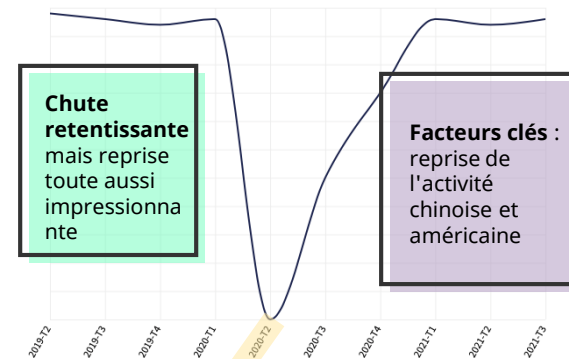 Chute
retentissante
mais reprise
toute aussi
impressionna
nte
Facteurs clés :
reprise de
l'activité
chinoise et
américaine
2019-T2
2019-T3
2019-T4
2020-T1
2020-T2
2020-T3
2020-T4
2021-T1
2021-T2
2021-T3